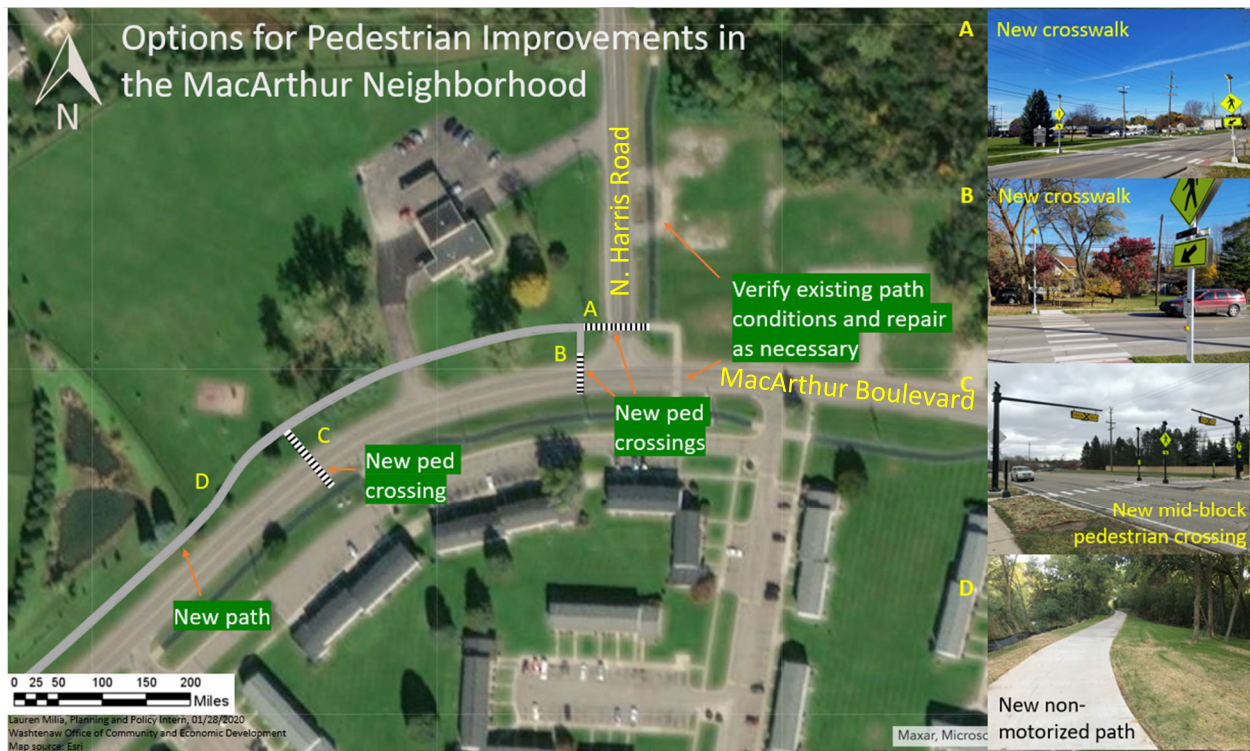 Options for Pedestrian Improvements in
the MacArthur Neighborhood
N
N. Harris Road
A
B
C
D
MacArthur Boulevard
Verify existing path
conditions and repair
as necessary
New ped
crossings
New ped
crossing
New path
0 25 50 100 150 200
Miles
Lauren Milia, Planning and Policy Intern, 01/28/2020
Washtenaw Office of Community and Economic Development
Map source: Esri
Maxar, Microsc
A
New crosswalk
B
New crosswalk
C
New mid-block
pedestrian crossing
D
New non-
motorized path